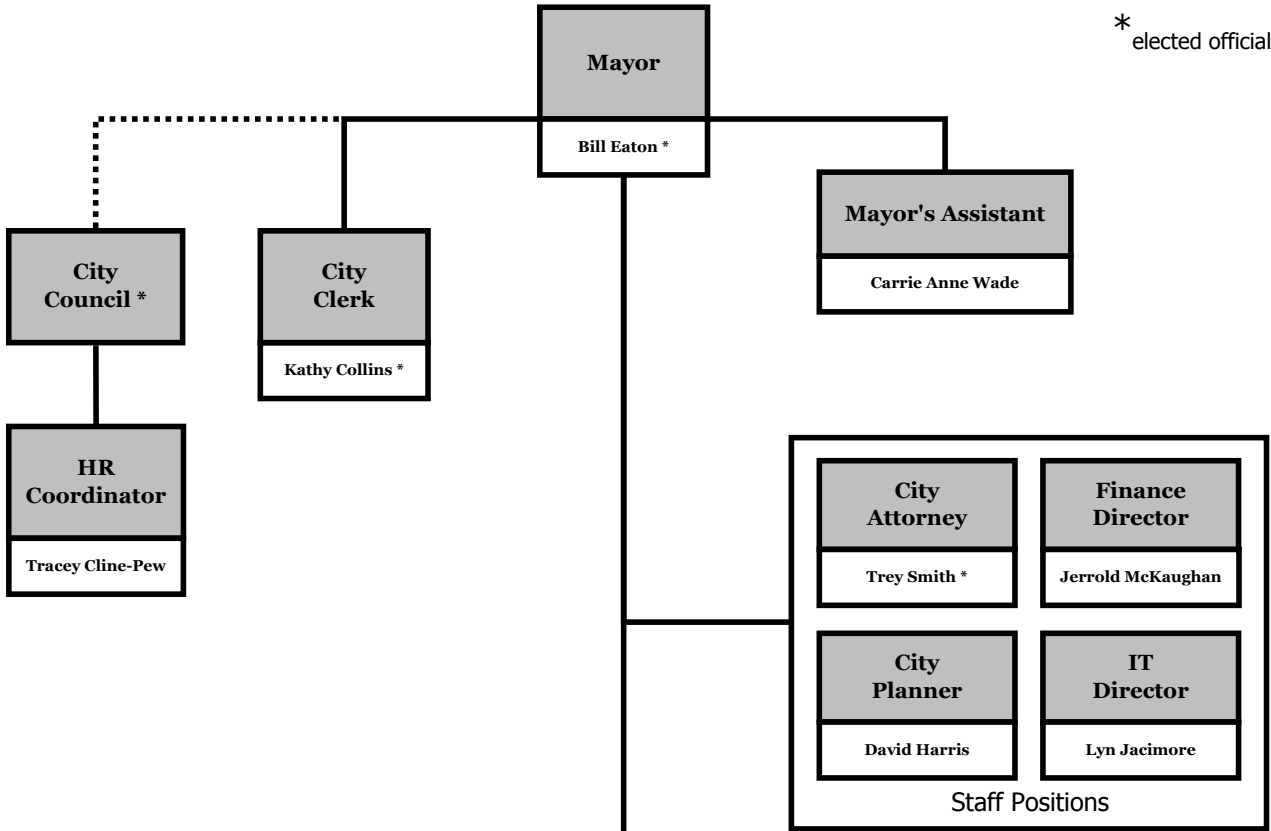 *
elected official
Mayor
Bill Eaton *
Mayor's Assistant
Carrie Anne Wade
City
Council *
City
Clerk
Kathy Collins *
HR
Coordinator
Tracey Cline-Pew
City
Attorney
Trey Smith *
Finance
Director
Jerrold McKaughan
City
Planner
David Harris
IT
Director
Lyn Jacimore
Staff Positions